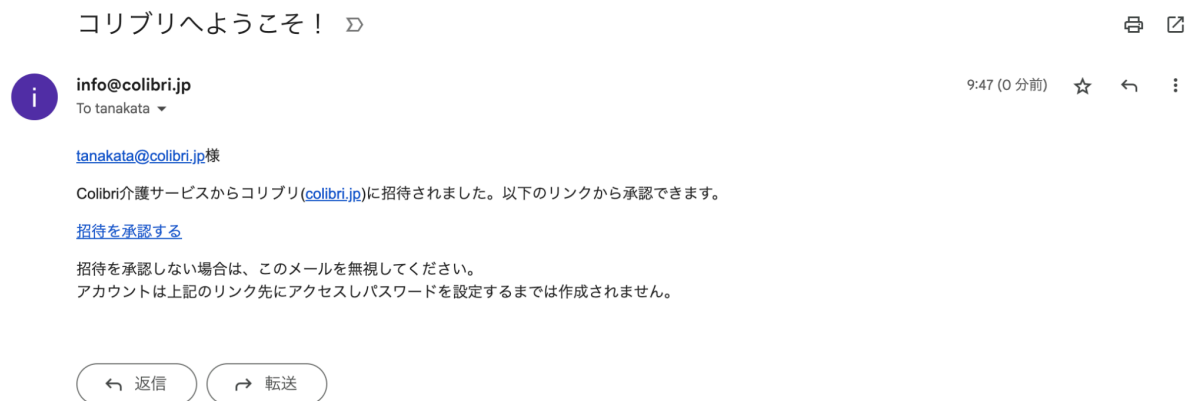 コリブリへようこそ！
info@colibri.jp
9:47 (0 分前)
To tanakata
i
tanakata@colibri.jp様
Colibri介護サービスからコリブリ(colibri.jp)に招待されました。以下のリンクから承認できます。
招待を承認する
招待を承認しない場合は、このメールを無視してください。
アカウントは上記のリンク先にアクセスしパスワードを設定するまでは作成されません。
返信
転送